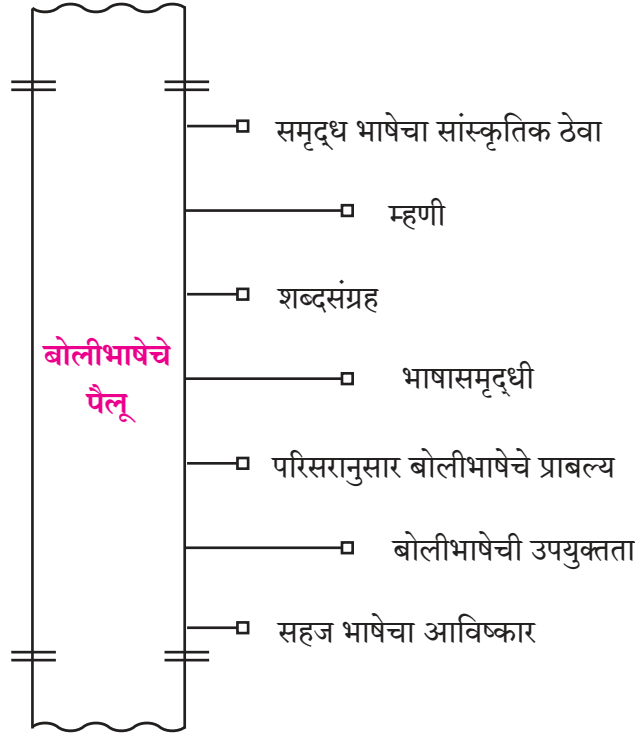 समृद्ध भाषेचा सांस्कृतिक ठेवा
म्हणी
शब्दसंग्रह
बोलीभाषेचे
पैलू
भाषासमृद्धी
परिसरानुसार बोलीभाषेचे प्राबल्य
बोलीभाषेची उपयुक्तता
सहज भाषेचा आविष्कार